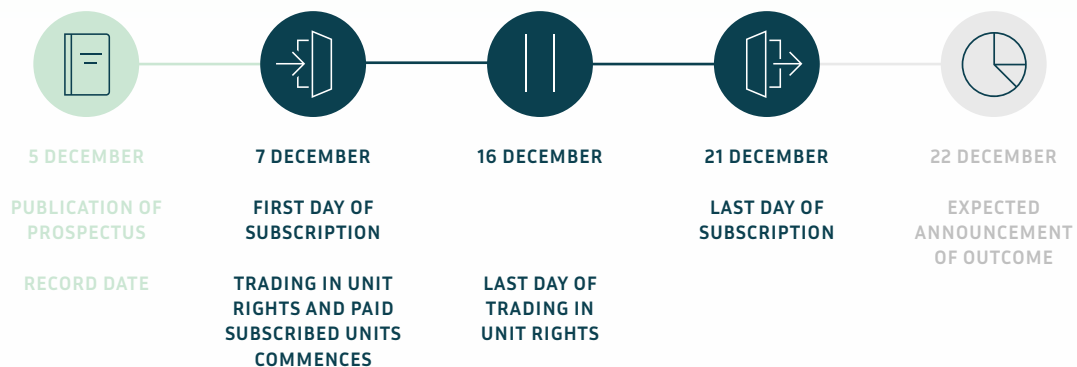 5 DECEMBER
PUBLICATION OF
PROSPECTUS
RECORD DATE
7 DECEMBER
FIRST DAY OF
SUBSCRIPTION
TRADING IN UNIT
RIGHTS AND PAID
SUBSCRIBED UNITS
COMMENCES
16 DECEMBER
LAST DAY OF
TRADING IN
UNIT RIGHTS
21 DECEMBER
LAST DAY OF
SUBSCRIPTION
22 DECEMBER
EXPECTED
ANNOUNCEMENT
OF OUTCOME